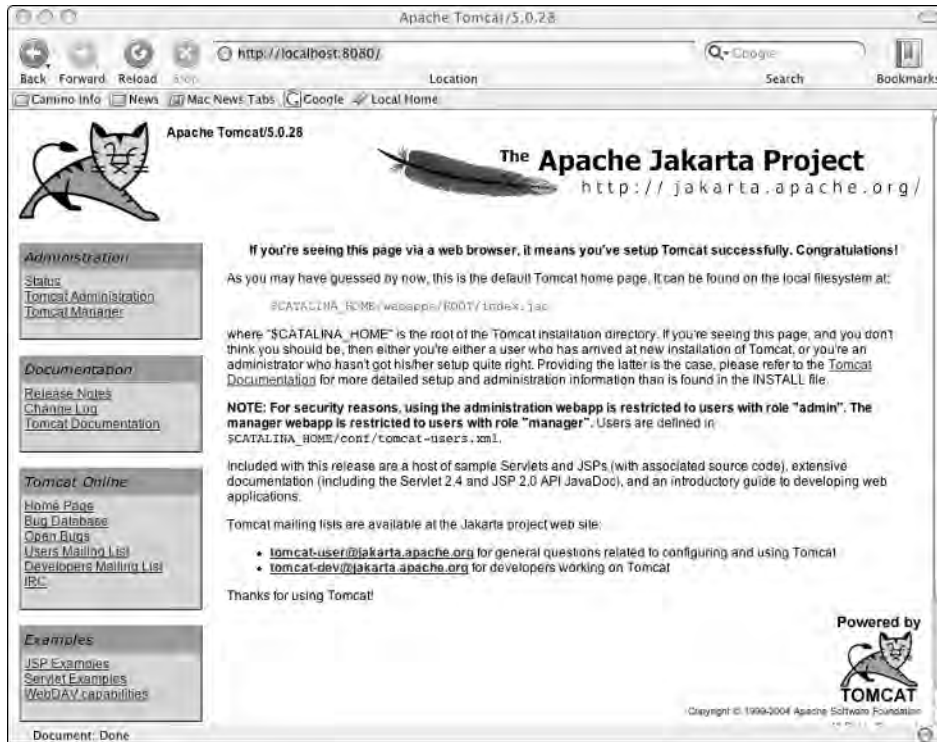 Apache Tomcat/5.0.28
http://localhost:8080/
Google
Back Forward Reload Stop Location Search Bookmarks
Camino Info News Mac News Tabs Google Local Home
Apache Tomcat/5.0.28
The Apache Jakarta Project
http://jakarta.apache.org/
Administration
Status
Tomcat Administration
Tomcat Manager
Documentation
Release Notes
Change Log
Tomcat Documentation
Tomcat Online
Home Page
Bug Database
Open Bugs
Users Mailing List
Developers Mailing List
IRC
Examples
JSP Examples
Servlet Examples
WebDAV capabilities
If you're seeing this page via a web browser, it means you've setup Tomcat successfully. Congratulations!
As you may have guessed by now, this is the default Tomcat home page. It can be found on the local filesystem at:
$CATALINA_HOME/webapps/ROOT/index.jsp
where "$CATALINA_HOME" is the root of the Tomcat installation directory. If you're seeing this page, and you don't
think you should be, then either you're either a user who has arrived at new installation of Tomcat, or you're an
administrator who hasn't got his/her setup quite right. Providing the latter is the case, please refer to the Tomcat
Documentation for more detailed setup and administration information than is found in the INSTALL file.
NOTE: For security reasons, using the administration webapp is restricted to users with role "admin". The
manager webapp is restricted to users with role "manager". Users are defined in
$CATALINA_HOME/conf/tomcat-users.xml.
Included with this release are a host of sample Servlets and JSPs (with associated source code), extensive
documentation (including the Servlet 2.4 and JSP 2.0 API JavaDoc), and an introductory guide to developing web
applications.
Tomcat mailing lists are available at the Jakarta project web site:
• tomcat-user@jakarta.apache.org for general questions related to configuring and using Tomcat
• tomcat-dev@jakarta.apache.org for developers working on Tomcat
Thanks for using Tomcat!
Powered by
TOMCAT
Copyright © 1999-2004 Apache Software Foundation
Document: Done